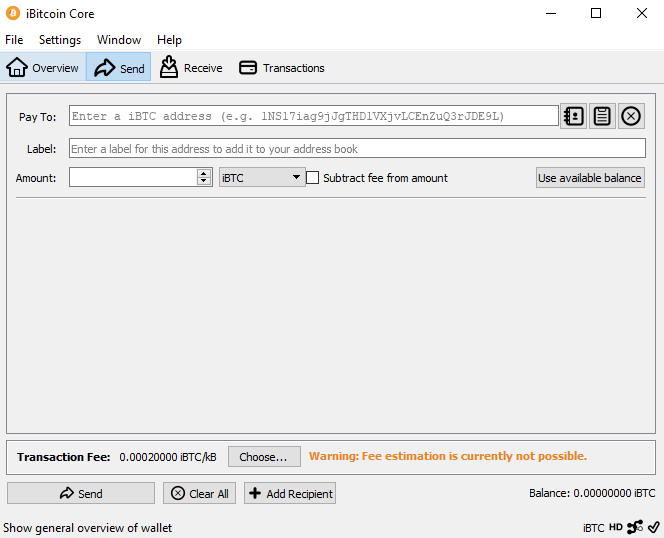 iBitcoin Core
File Settings Window Help
Overview Send Receive Transactions
Pay To: Enter a iBTC address (e.g. 1NS17iag9jJgTHD1VXjvLCEnZuQ3rJDE9L)
Label: Enter a label for this address to add it to your address book
Amount: iBTC Subtract fee from amount Use available balance
Transaction Fee: 0.00020000 iBTC/kB Choose... Warning: Fee estimation is currently not possible.
Send Clear All Add Recipient Balance: 0.00000000 iBTC
Show general overview of wallet iBTC HD